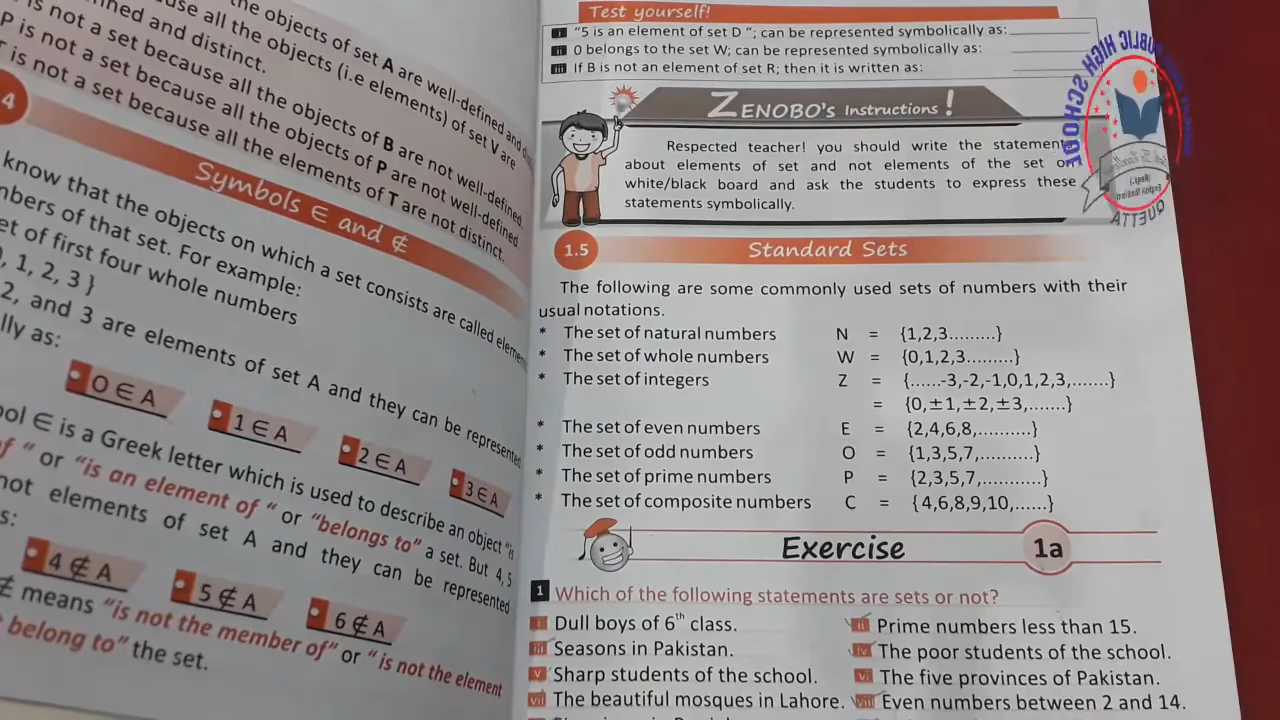 the objects of set A are well-defined and
use all the objects (i.e elements) of set V are
nned and distinct.
is not a set because all the objects of B are not well-defined.
P is not a set because all the objects of P are not well-defined
T is not a set because all the elements of T are not distinct.
4
Symbols ∈ and ∉
know that the objects on which a set consists are called elemen
mbers of that set. For example:
et of first four whole numbers
, 1, 2, 3 }
2, and 3 are elements of set A and they can be represented
lly as:
0 ∈ A
1 ∈ A
2 ∈ A
3 ∈ A
ol ∈ is a Greek letter which is used to describe an object "is
of " or "is an element of " or "belongs to" a set. But 4, 5
not elements of set A and they can be represented
s:
4 ∉ A
5 ∉ A
6 ∉ A
∉ means "is not the member of" or " is not the element
belong to" the set.
Test yourself!
i "5 is an element of set D "; can be represented symbolically as:
ii 0 belongs to the set W; can be represented symbolically as:
iii If B is not an element of set R; then it is written as:
ZENOBO's Instructions !
Respected teacher! you should write the statement
about elements of set and not elements of the set on
white/black board and ask the students to express these
statements symbolically.
1.5 Standard Sets
The following are some commonly used sets of numbers with their
usual notations.
* The set of natural numbers N = {1,2,3.........}
* The set of whole numbers W = {0,1,2,3.........}
* The set of integers Z = {......-3,-2,-1,0,1,2,3,.......}
= {0,±1,±2,±3,.......}
* The set of even numbers E = {2,4,6,8,..........}
* The set of odd numbers O = {1,3,5,7,..........}
* The set of prime numbers P = {2,3,5,7,...........}
* The set of composite numbers C = {4,6,8,9,10,......}
Exercise 1a
1 Which of the following statements are sets or not?
i Dull boys of 6th class.
ii Prime numbers less than 15.
iii Seasons in Pakistan.
iv The poor students of the school.
v Sharp students of the school.
vi The five provinces of Pakistan.
vii The beautiful mosques in Lahore.
viii Even numbers between 2 and 14.
PUBLIC HIGH SCHOOL
QUETTA